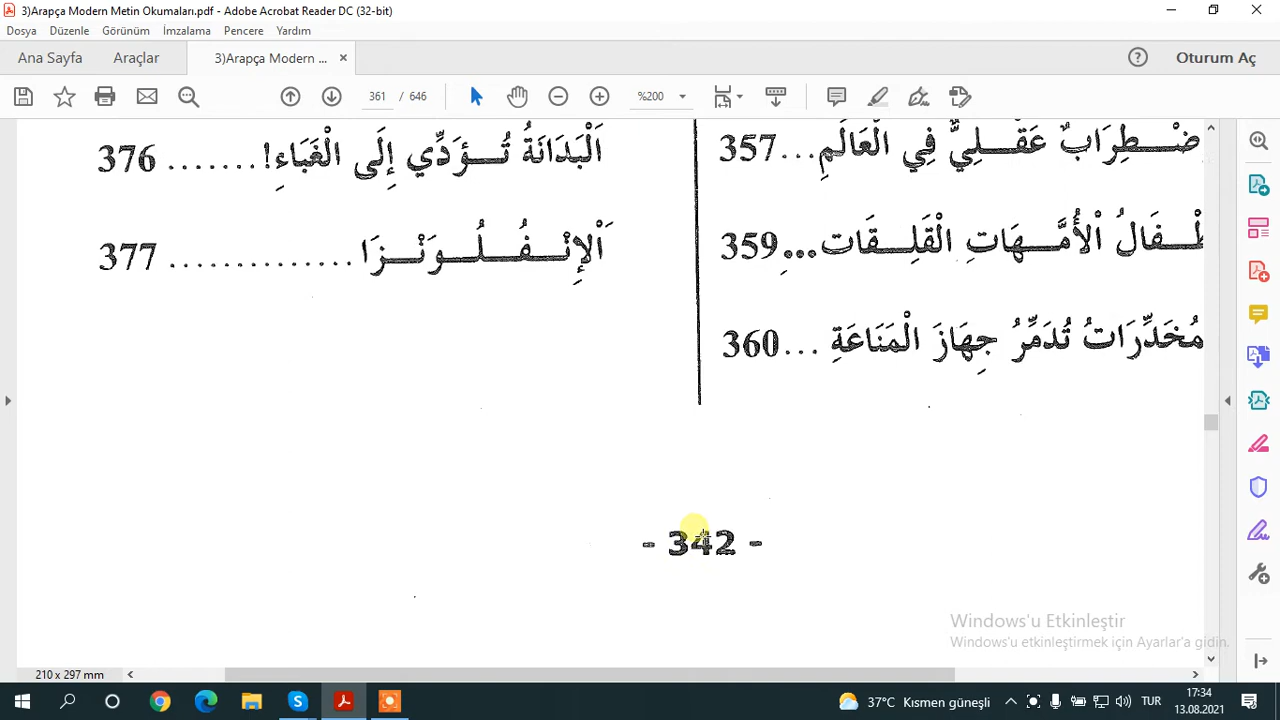 3)Arapça Modern Metin Okumaları.pdf - Adobe Acrobat Reader DC (32-bit)
Dosya Düzenle Görünüm İmzalama Pencere Yardım
Ana Sayfa Araçlar 3)Arapça Modern ... × Oturum Aç
361 / 646 %200
ضْـطِرَابٌ عَقْـلِيٌّ فِي الْعَالَمِ...357
ـفَالُ الْأُمَّـهَاتِ الْقَلِـقَاتِ...359
مُخَدِّرَاتُ تُدَمِّرُ جِهَازَ الْمَنَاعَةِ ...360
اَلْبَدَانَةُ تُـؤَدِّي إِلَى الْغَبَاءِ! ....... 376
اَلإِنْـفُـلُـوَنْـزَا .............. 377
- 342 -
Windows'u Etkinleştir
Windows'u etkinleştirmek için Ayarlar'a gidin.
210 x 297 mm
37°C Kısmen güneşli TUR 17:34
13.08.2021